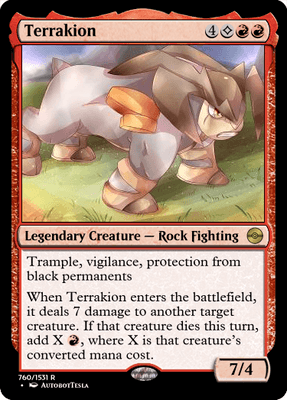 Terrakion 4
Legendary Creature — Rock Fighting
Trample, vigilance, protection from
black permanents
When Terrakion enters the battlefield,
it deals 7 damage to another target
creature. If that creature dies this turn,
add X , where X is that creature's
converted mana cost.
7/4
760/1531 R
• AutobotTesla